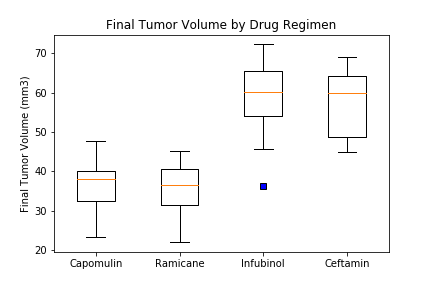 Final Tumor Volume by Drug Regimen
Final Tumor Volume (mm3)
70
60
50
40
30
20
Capomulin Ramicane Infubinol Ceftamin